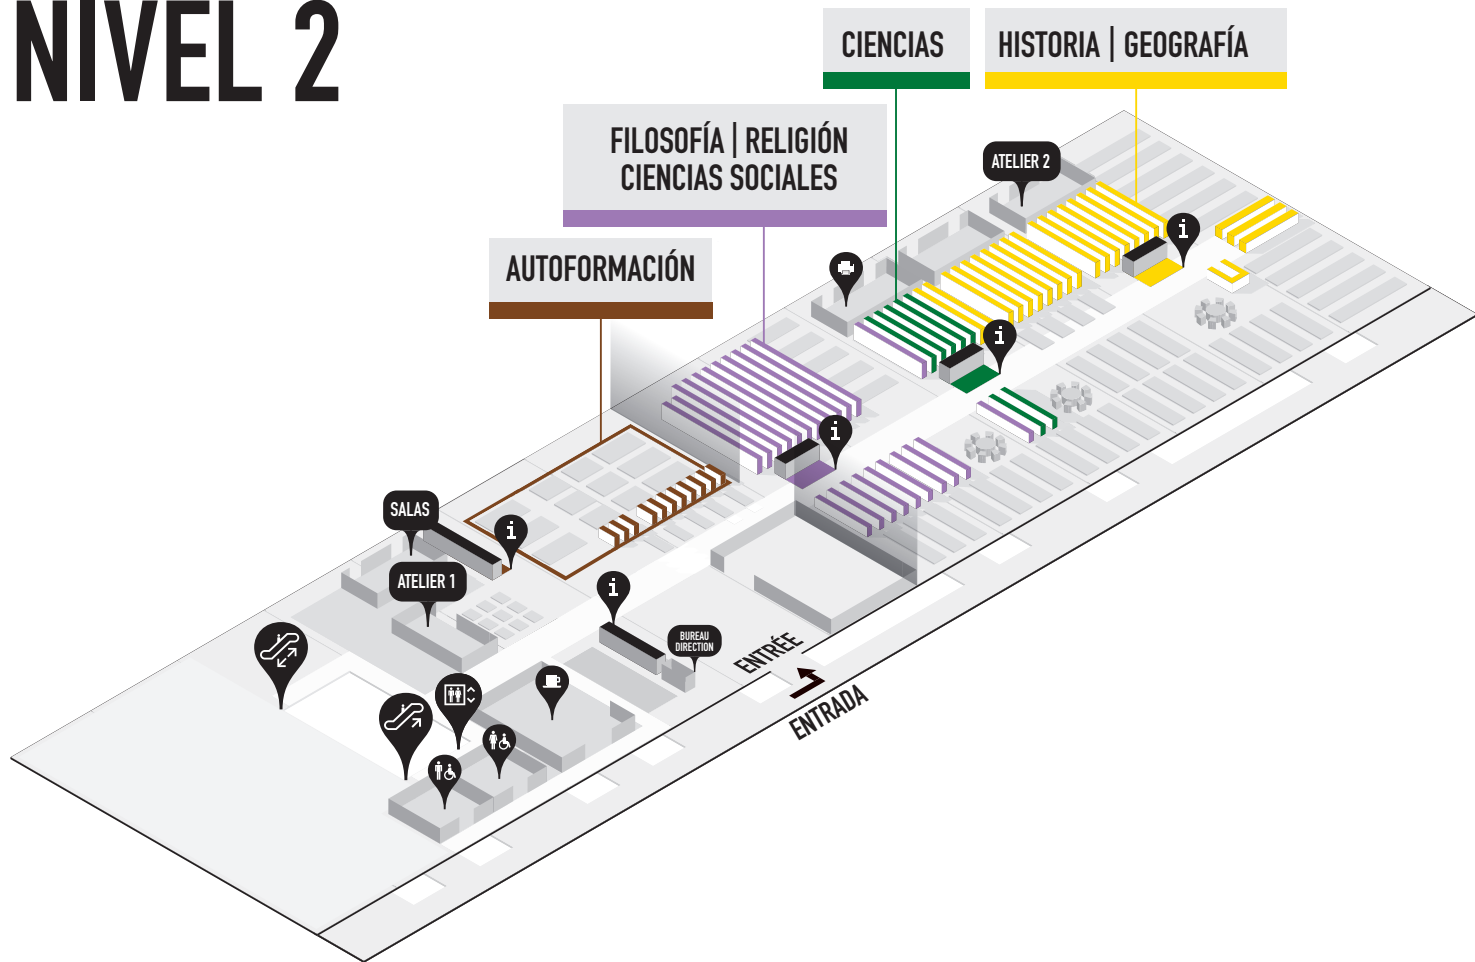 NIVEL 2
CIENCIAS
HISTORIA | GEOGRAFÍA
FILOSOFÍA | RELIGIÓN
CIENCIAS SOCIALES
ATELIER 2
AUTOFORMACIÓN
i
i
i
SALAS
i
ATELIER 1
i
BUREAU
DIRECTION
ENTRÉE
ENTRADA